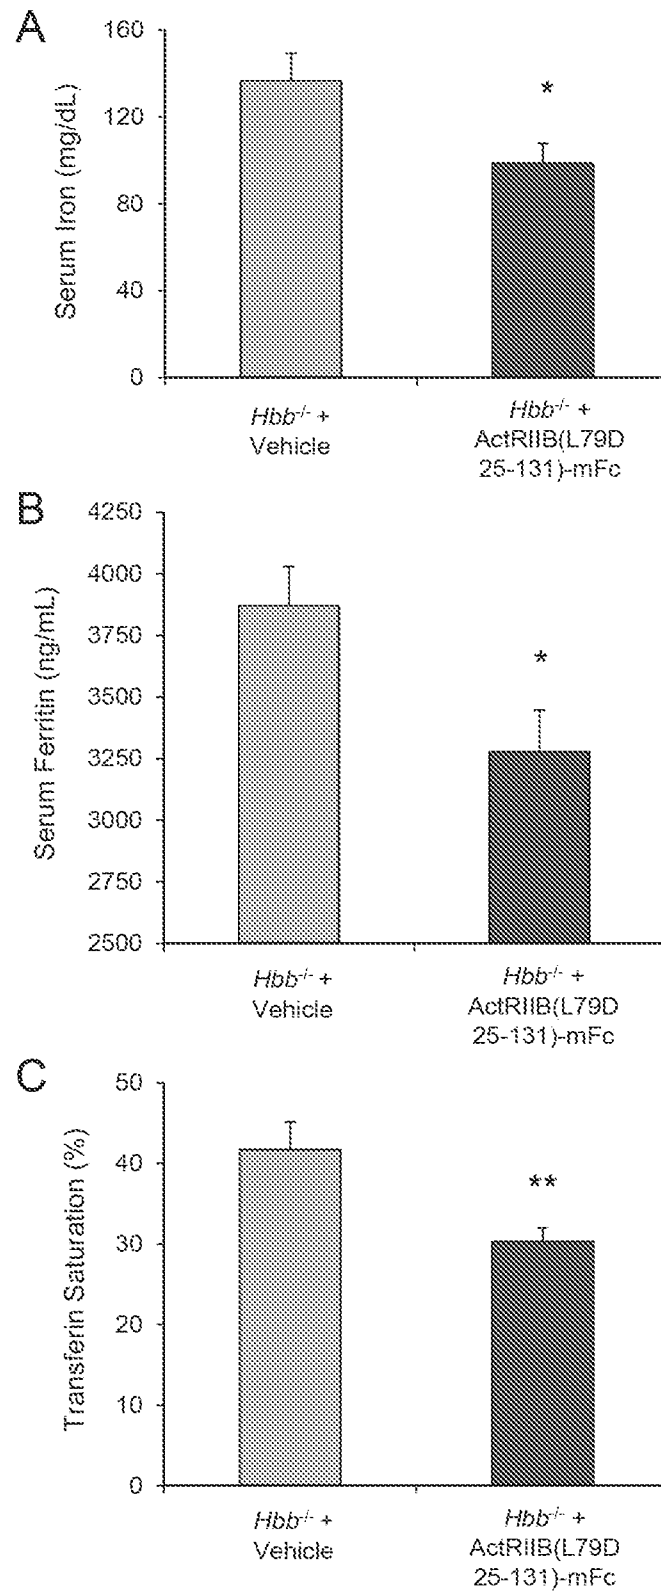 A
Serum Iron (mg/dL)
160
120
80
40
0
Hbb-/- +
Vehicle
Hbb-/- +
ActRIIB(L79D
25-131)-mFc
*
B
Serum Ferritin (ng/mL)
4250
4000
3750
3500
3250
3000
2750
2500
Hbb-/- +
Vehicle
Hbb-/- +
ActRIIB(L79D
25-131)-mFc
*
C
Transferin Saturation (%)
50
40
30
20
10
0
Hbb-/- +
Vehicle
Hbb-/- +
ActRIIB(L79D
25-131)-mFc
**